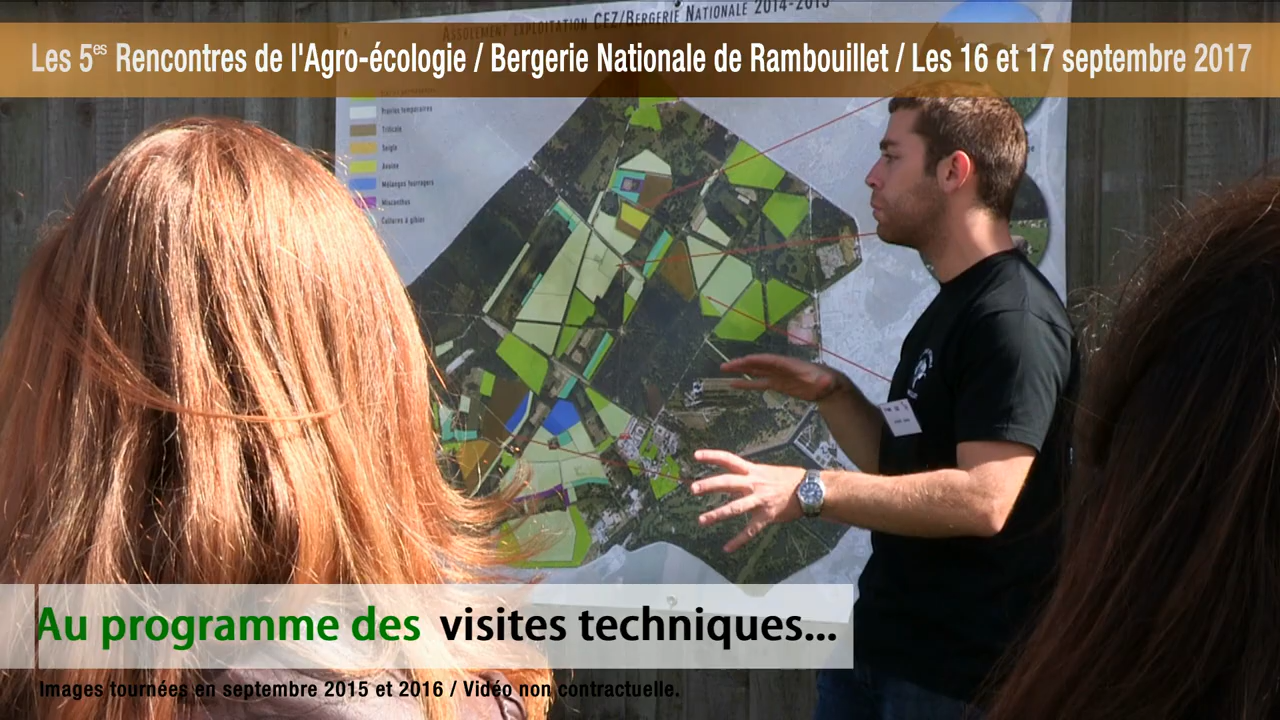 ASSOLEMENT EXPLOITATION CEZ/BERGERIE NATIONALE 2014-2015
Les 5es Rencontres de l'Agro-écologie / Bergerie Nationale de Rambouillet / Les 16 et 17 septembre 2017
Prairies temporaires
Triticale
Seigle
Avoine
Mélanges fourragers
Miscanthus
Cultures à gibier
Au programme des visites techniques...
Images tournées en septembre 2015 et 2016 / Vidéo non contractuelle.